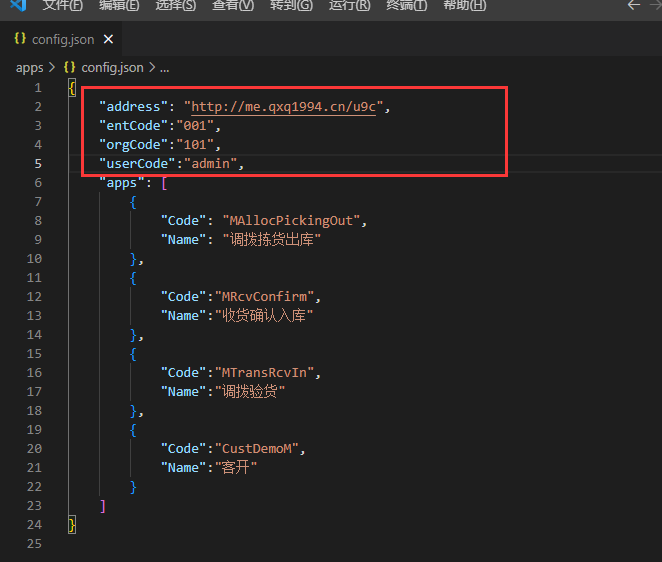 文件(F) 编辑(E) 选择(S) 查看(V) 转到(G) 运行(R) 终端(T) 帮助(H)
{} config.json ×
apps > {} config.json > ...
1 {
2 "address": "http://me.qxq1994.cn/u9c",
3 "entCode":"001",
4 "orgCode":"101",
5 "userCode":"admin",
6 "apps": [
7 {
8 "Code": "MAllocPickingOut",
9 "Name": "调拨拣货出库"
10 },
11 {
12 "Code":"MRcvConfirm",
13 "Name":"收货确认入库"
14 },
15 {
16 "Code":"MTransRcvIn",
17 "Name":"调拨验货"
18 },
19 {
20 "Code":"CustDemoM",
21 "Name":"客开"
22 }
23 ]
24 }
25